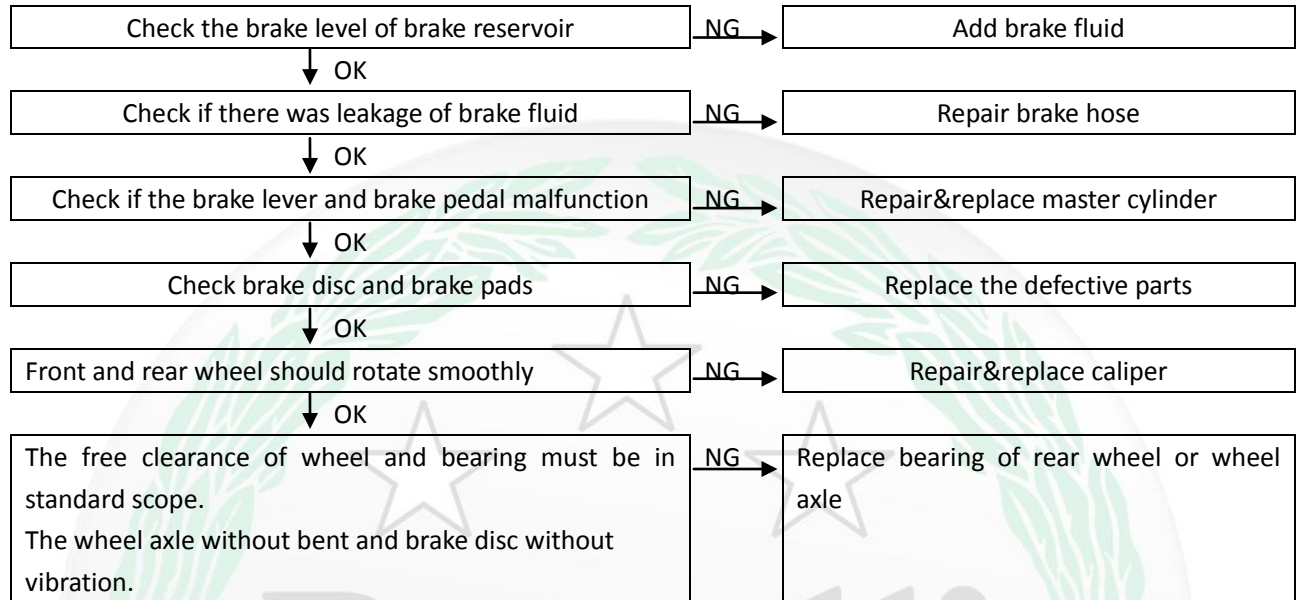 Check the brake level of brake reservoir NG Add brake fluid
OK
Check if there was leakage of brake fluid NG Repair brake hose
OK
Check if the brake lever and brake pedal malfunction NG Repair&replace master cylinder
OK
Check brake disc and brake pads NG Replace the defective parts
OK
Front and rear wheel should rotate smoothly NG Repair&replace caliper
OK
The free clearance of wheel and bearing must be in NG Replace bearing of rear wheel or wheel
standard scope. axle
The wheel axle without bent and brake disc without
vibration.